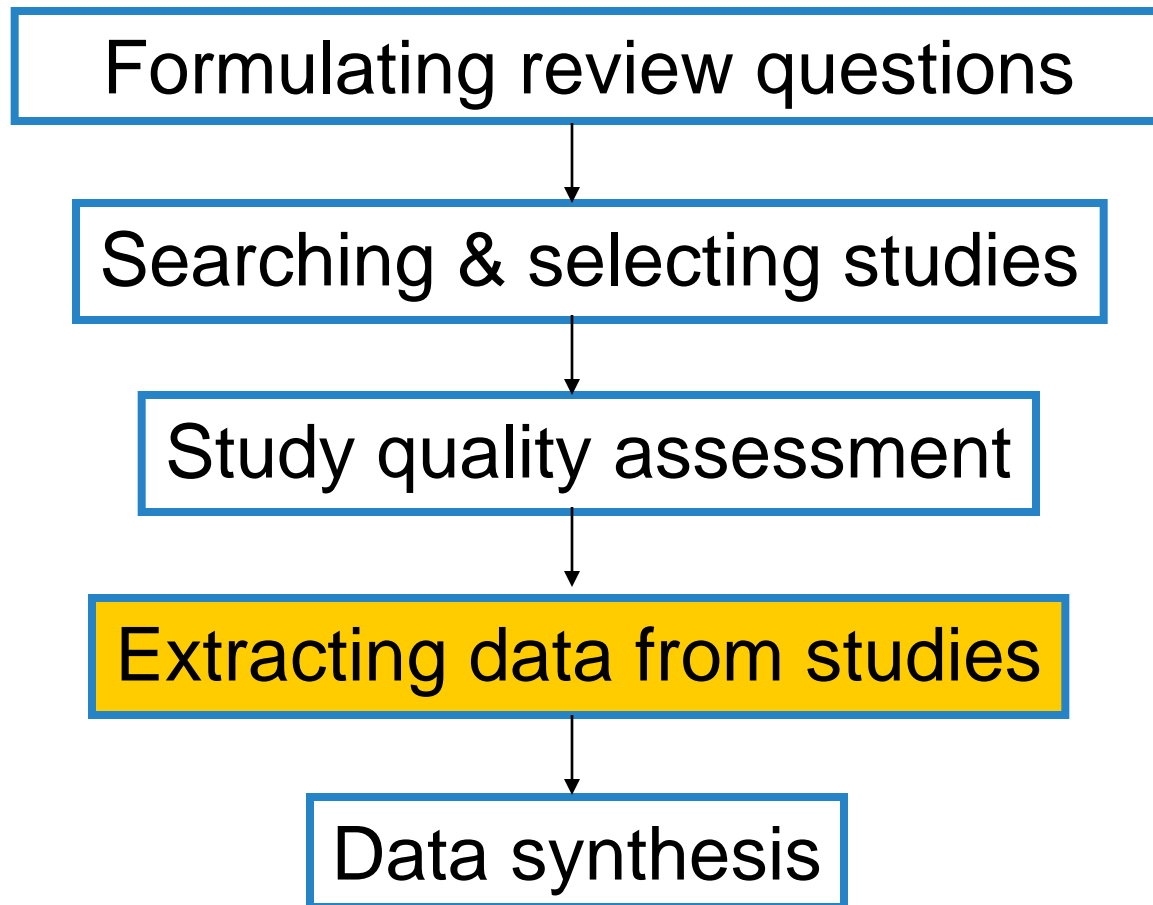 Formulating review questions
Searching & selecting studies
Study quality assessment
Extracting data from studies
Data synthesis